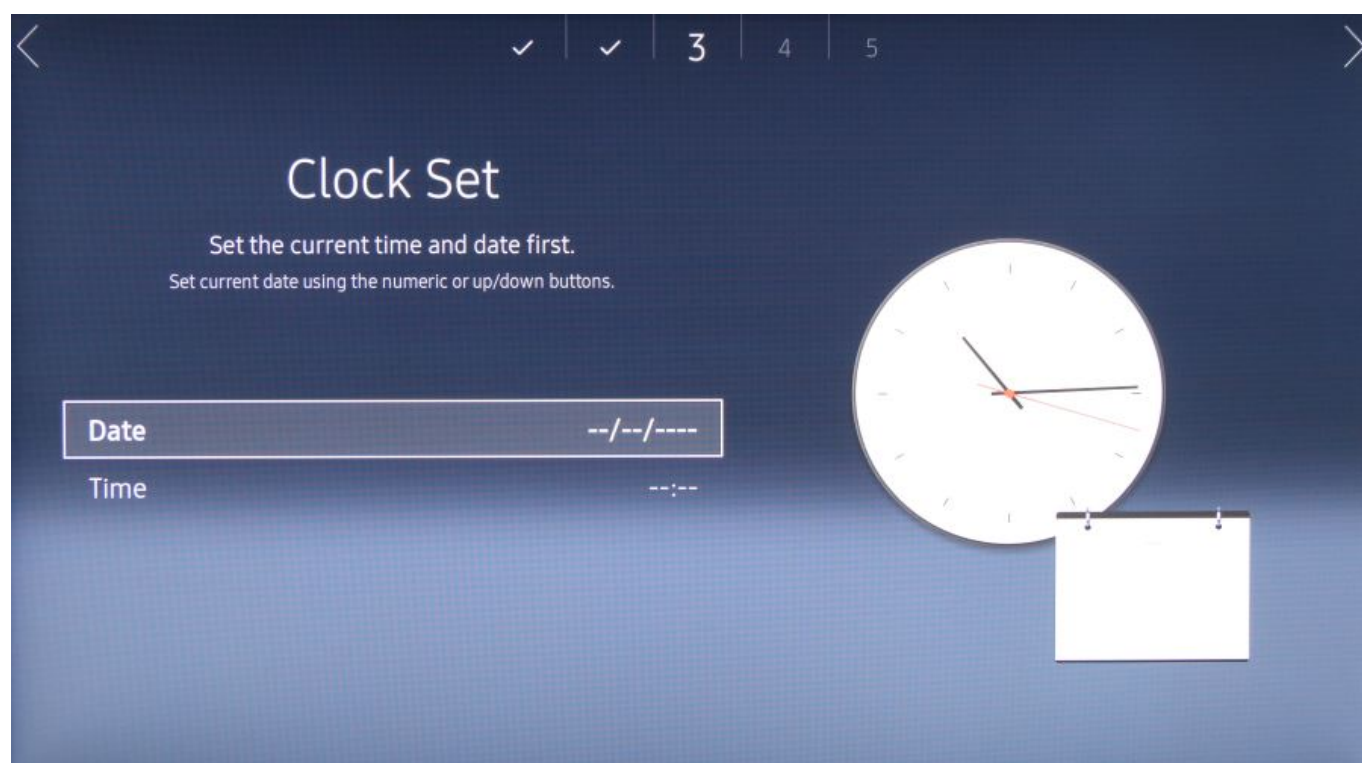 3 4 5
Clock Set
Set the current time and date first.
Set current date using the numeric or up/down buttons.
Date --/--/----
Time --:--